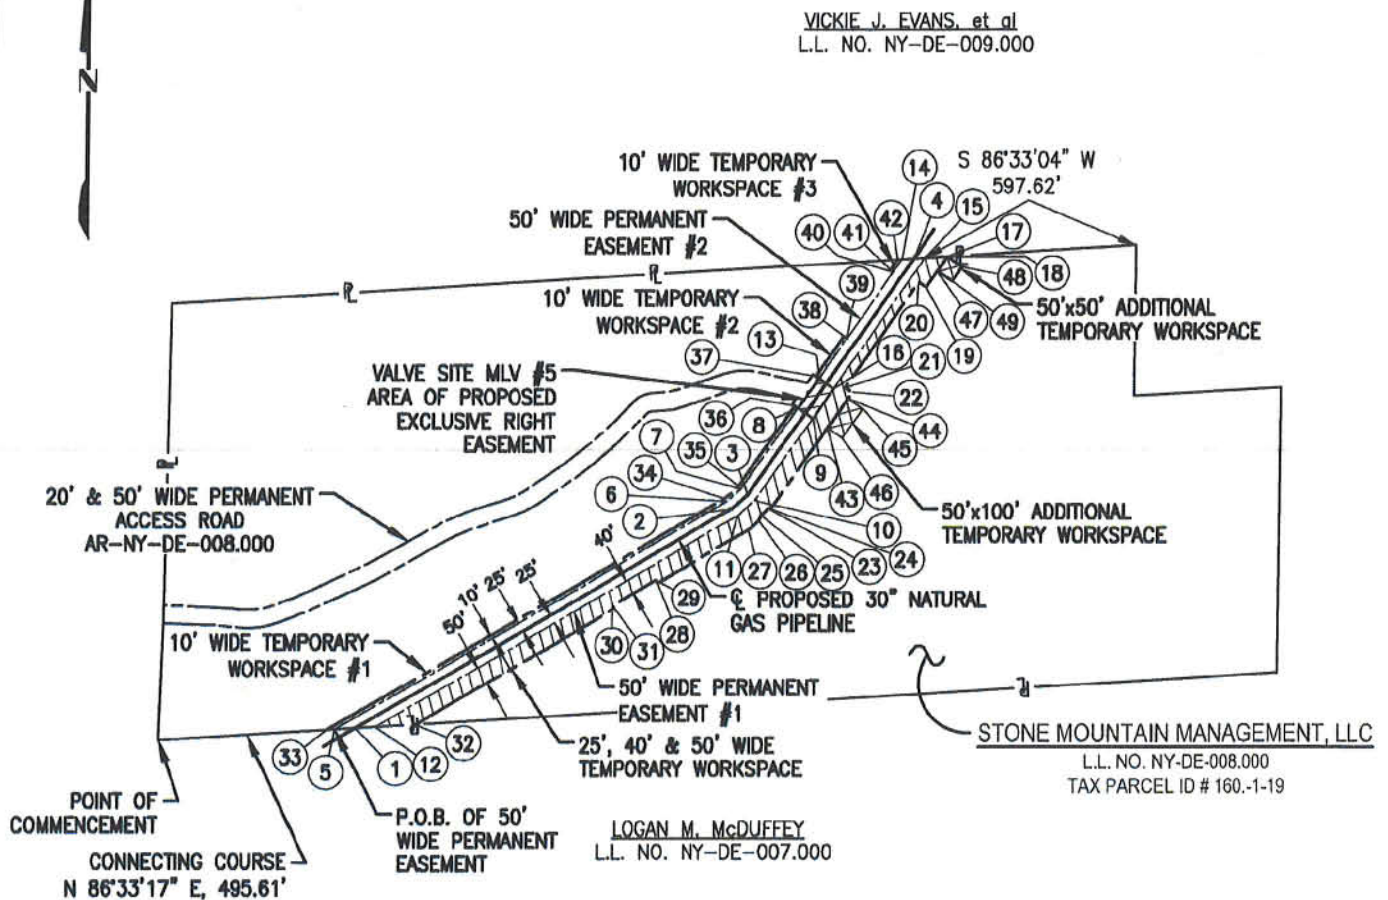 VICKIE J. EVANS, et al
L.L. NO. NY-DE-009.000
N
10' WIDE TEMPORARY
WORKSPACE #3
14
S 86°33'04" W
597.62'
4
15
50' WIDE PERMANENT
EASEMENT #2
42
41
40
17
18
48
39
10' WIDE TEMPORARY
WORKSPACE #2
38
20
47
49
50'x50' ADDITIONAL
TEMPORARY WORKSPACE
13
37
16
21
19
VALVE SITE MLV #5
AREA OF PROPOSED
EXCLUSIVE RIGHT
EASEMENT
36
8
22
7
35
3
44
45
34
9
43
46
6
2
20' & 50' WIDE PERMANENT
ACCESS ROAD
AR-NY-DE-008.000
50'x100' ADDITIONAL
TEMPORARY WORKSPACE
10
24
40'
11
27
26
25
23
29
℄ PROPOSED 30" NATURAL
GAS PIPELINE
50'
10'
25'
25'
30
31
28
10' WIDE TEMPORARY
WORKSPACE #1
50' WIDE PERMANENT
EASEMENT #1
33
5
1
12
32
25', 40' & 50' WIDE
TEMPORARY WORKSPACE
STONE MOUNTAIN MANAGEMENT, LLC
L.L. NO. NY-DE-008.000
TAX PARCEL ID # 160.-1-19
POINT OF
COMMENCEMENT
P.O.B. OF 50'
WIDE PERMANENT
EASEMENT
LOGAN M. McDUFFEY
L.L. NO. NY-DE-007.000
CONNECTING COURSE
N 86°33'17" E, 495.61'